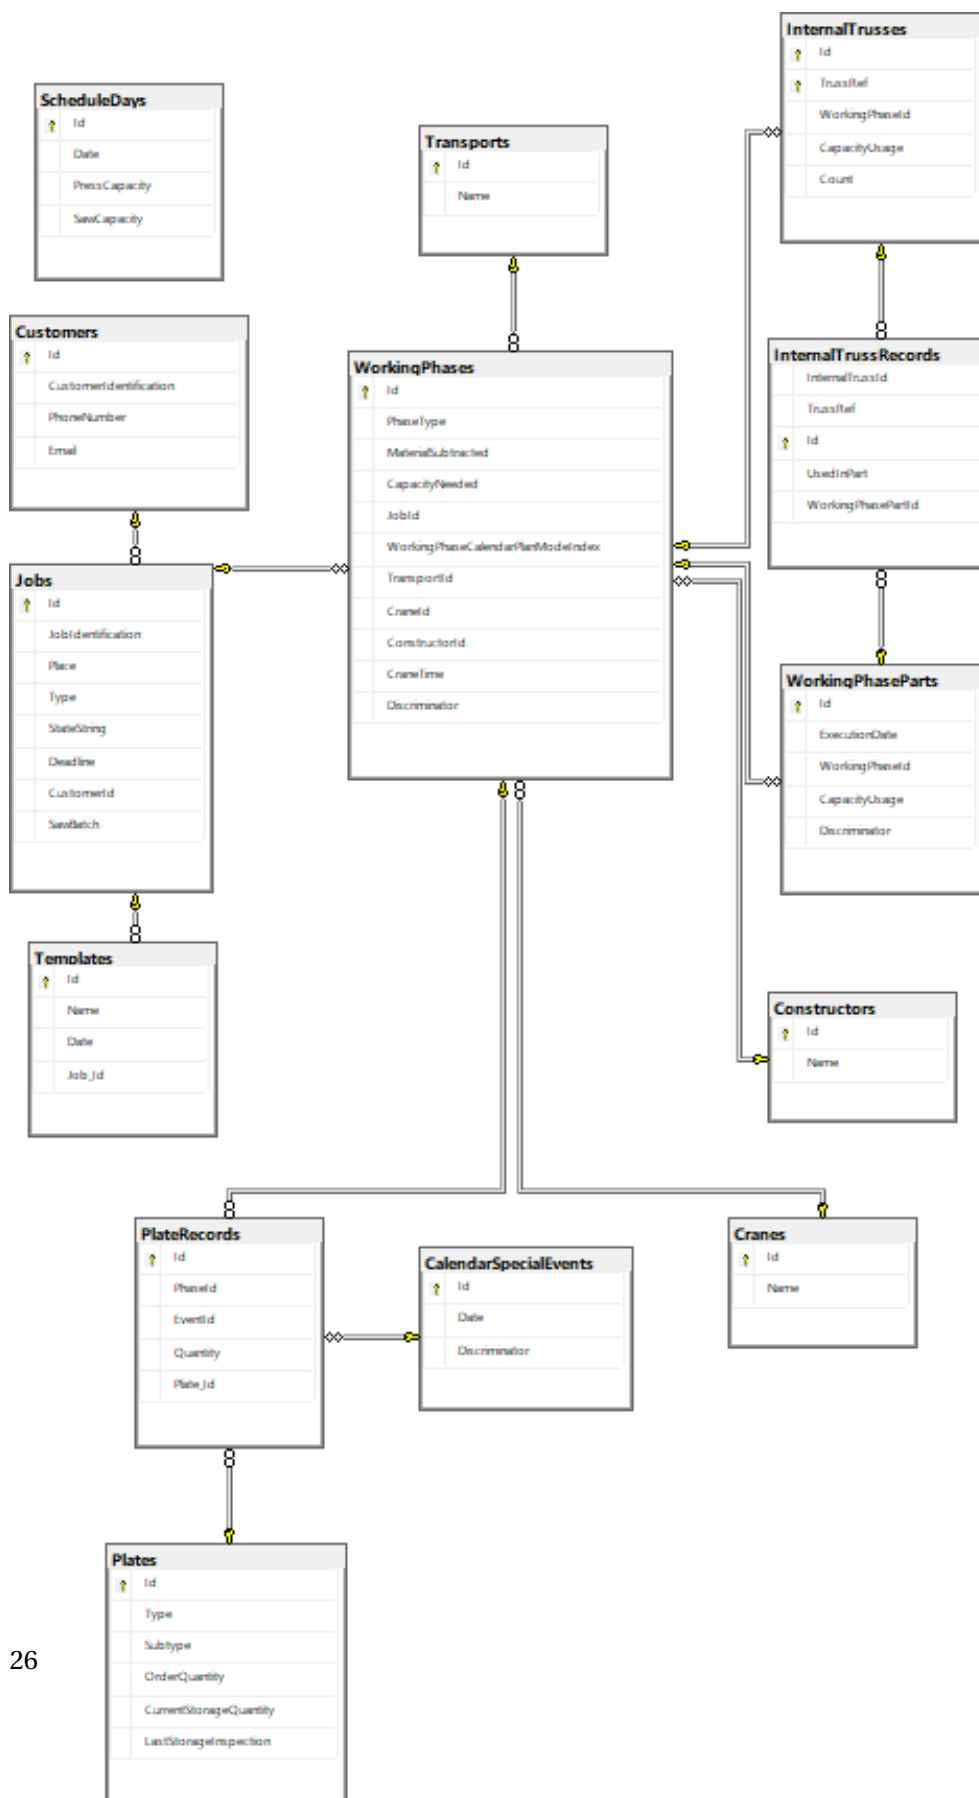 InternalTrusses
Id
TrussRef
WorkingPhaseId
CapacityUsage
Count
ScheduleDays
Id
Date
PressCapacity
SawCapacity
Transports
Id
Name
Customers
Id
CustomerIdentification
PhoneNumber
Email
WorkingPhases
Id
PhaseType
MaterialSubtracted
CapacityNeeded
JobId
WorkingPhaseCalendarPlanModeIndex
TransportId
CraneId
ConstructorId
CraneTime
Discriminator
InternalTrussRecords
InternalTrussId
TrussRef
Id
UsedInPart
WorkingPhasePartId
Jobs
Id
JobIdentification
Place
Type
StateString
Deadline
CustomerId
SawBatch
WorkingPhaseParts
Id
ExecutionDate
WorkingPhaseId
CapacityUsage
Discriminator
Templates
Id
Name
Date
Job_Id
Constructors
Id
Name
PlateRecords
Id
PhaseId
EventId
Quantity
Plate_Id
CalendarSpecialEvents
Id
Date
Discriminator
Cranes
Id
Name
Plates
Id
Type
Subtype
OrderQuantity
CurrentStorageQuantity
LastStorageInspection
26